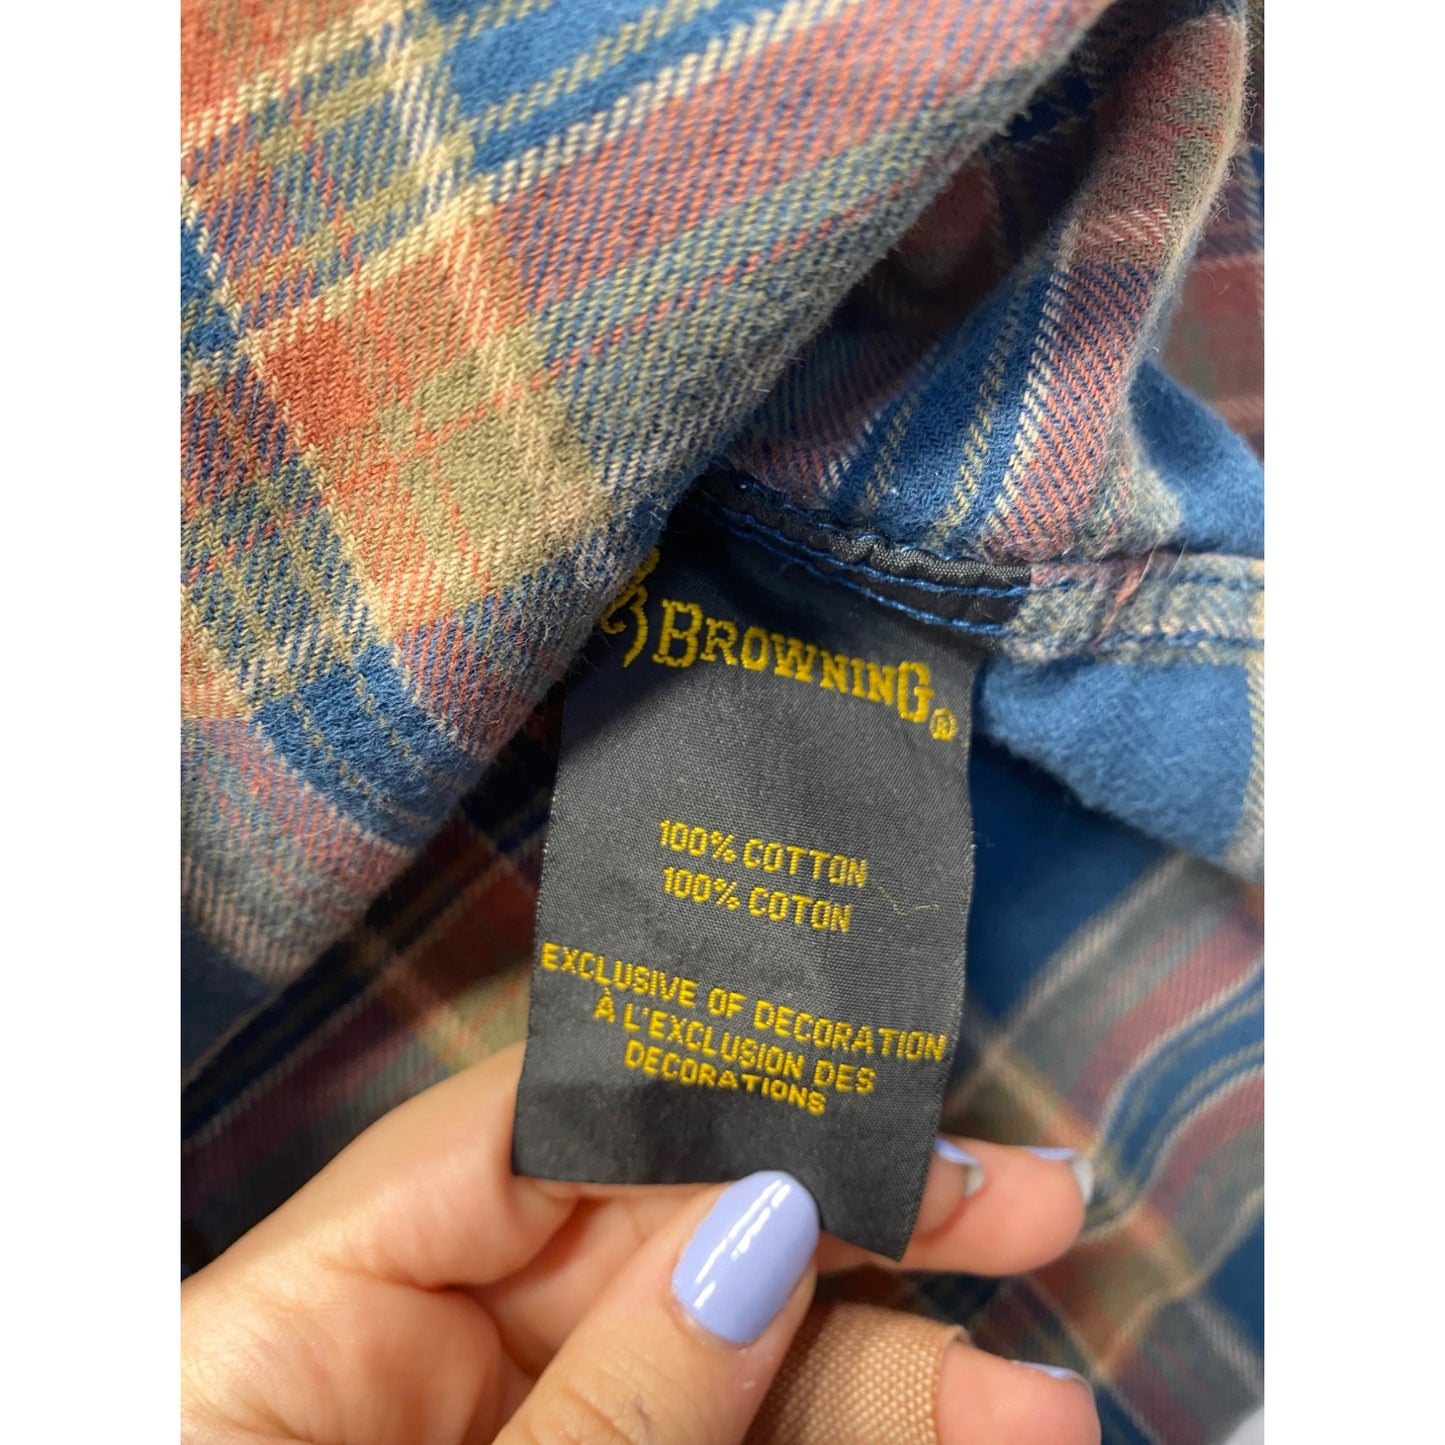 BROWNING®
100% COTTON
100% COTON
EXCLUSIVE OF DECORATION
À L'EXCLUSION DES
DECORATIONS